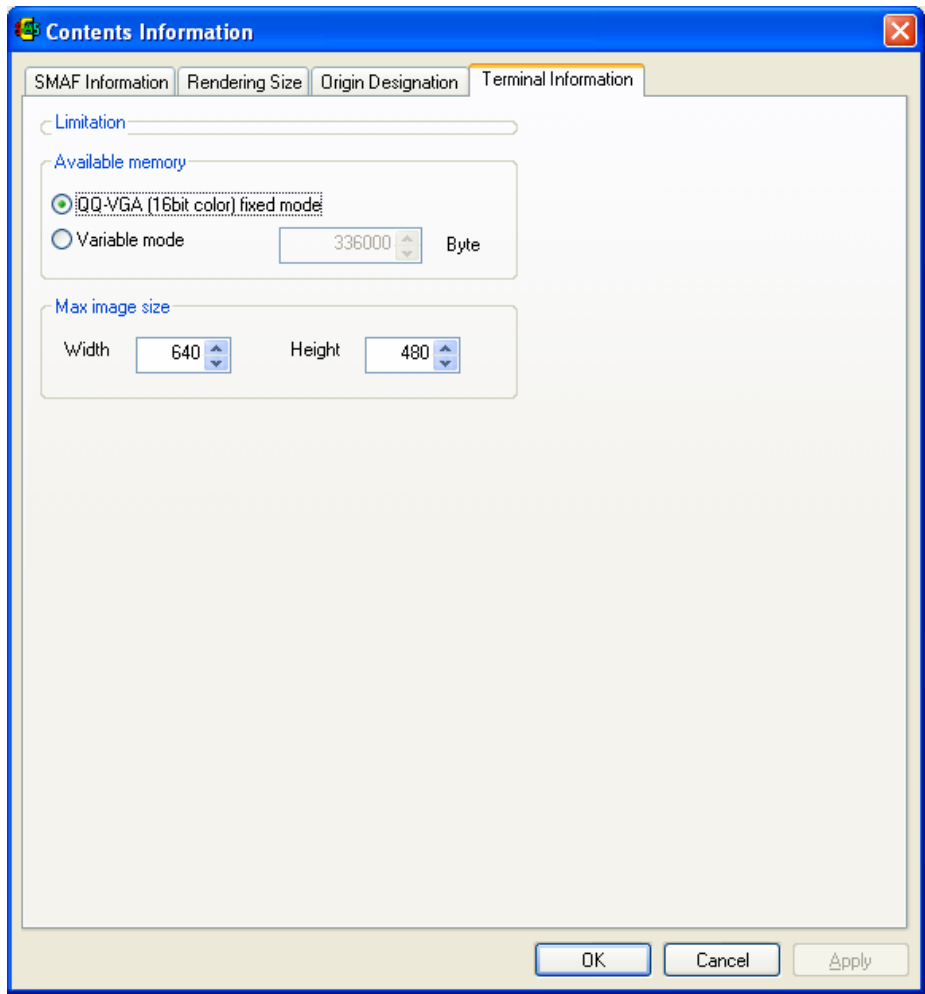 Contents Information
SMAF Information Rendering Size Origin Designation Terminal Information
Limitation
Available memory
QQ-VGA (16bit color) fixed mode
Variable mode 336000 Byte
Max image size
Width 640 Height 480
OK Cancel Apply